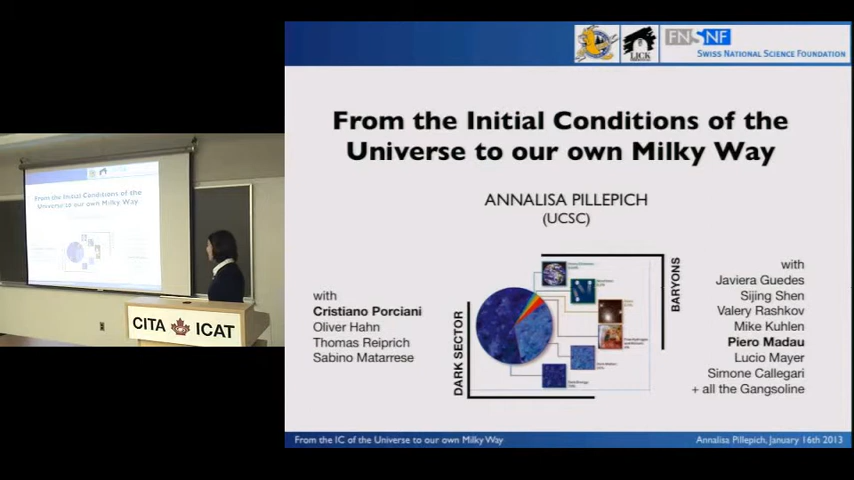 FNSNF
SWISS NATIONAL SCIENCE FOUNDATION
LICK
From the Initial Conditions of the
Universe to our own Milky Way
ANNALISA PILLEPICH
(UCSC)
with
Cristiano Porciani
Oliver Hahn
Thomas Reiprich
Sabino Matarrese
DARK SECTOR
BARYONS
with
Javiera Guedes
Sijing Shen
Valery Rashkov
Mike Kuhlen
Piero Madau
Lucio Mayer
Simone Callegari
+ all the Gangsoline
From the IC of the Universe to our own Milky Way
Annalisa Pillepich, January 16th 2013
From the Initial Conditions of the
Universe to our own Milky Way
CITA ICAT